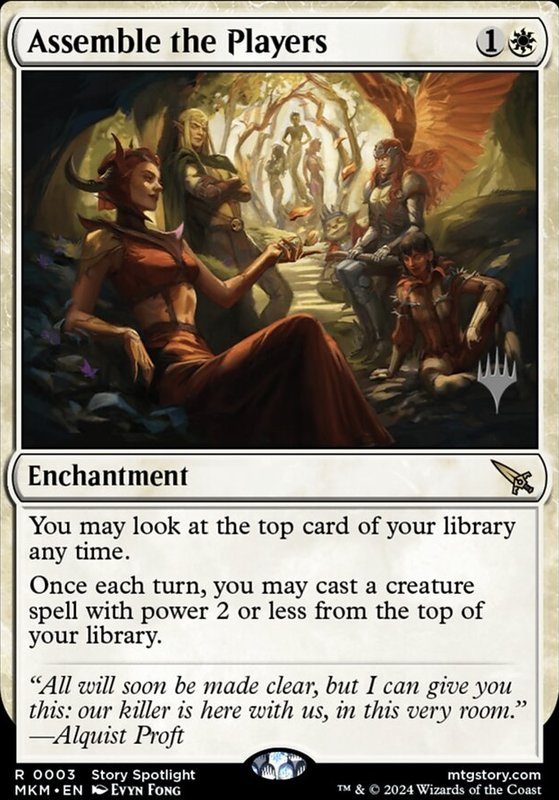 Assemble the Players 1
Enchantment
You may look at the top card of your library
any time.
Once each turn, you may cast a creature
spell with power 2 or less from the top of
your library.
“All will soon be made clear, but I can give you
this: our killer is here with us, in this very room.”
—Alquist Proft
R 0003 Story Spotlight mtgstory.com
MKM • EN Evyn Fong ™ & © 2024 Wizards of the Coast